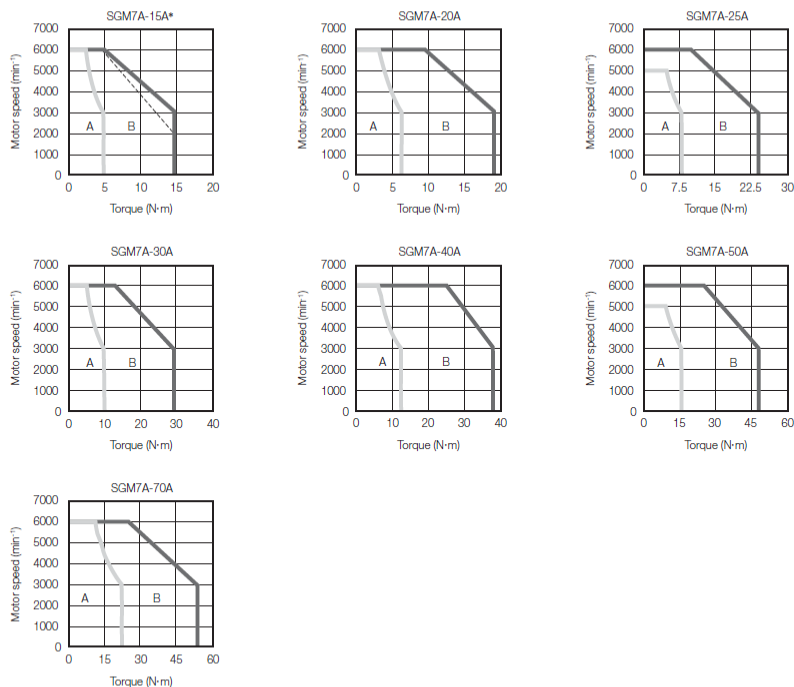 SGM7A-15A*
7000
6000
5000
4000
3000
2000
1000
0
Motor speed (min⁻¹)
A
B
0 5 10 15 20
Torque (N·m)
SGM7A-20A
7000
6000
5000
4000
3000
2000
1000
0
Motor speed (min⁻¹)
A
B
0 5 10 15 20
Torque (N·m)
SGM7A-25A
7000
6000
5000
4000
3000
2000
1000
0
Motor speed (min⁻¹)
A
B
0 7.5 15 22.5 30
Torque (N·m)
SGM7A-30A
7000
6000
5000
4000
3000
2000
1000
0
Motor speed (min⁻¹)
A
B
0 10 20 30 40
Torque (N·m)
SGM7A-40A
7000
6000
5000
4000
3000
2000
1000
0
Motor speed (min⁻¹)
A
B
0 10 20 30 40
Torque (N·m)
SGM7A-50A
7000
6000
5000
4000
3000
2000
1000
0
Motor speed (min⁻¹)
A
B
0 15 30 45 60
Torque (N·m)
SGM7A-70A
7000
6000
5000
4000
3000
2000
1000
0
Motor speed (min⁻¹)
A
B
0 15 30 45 60
Torque (N·m)